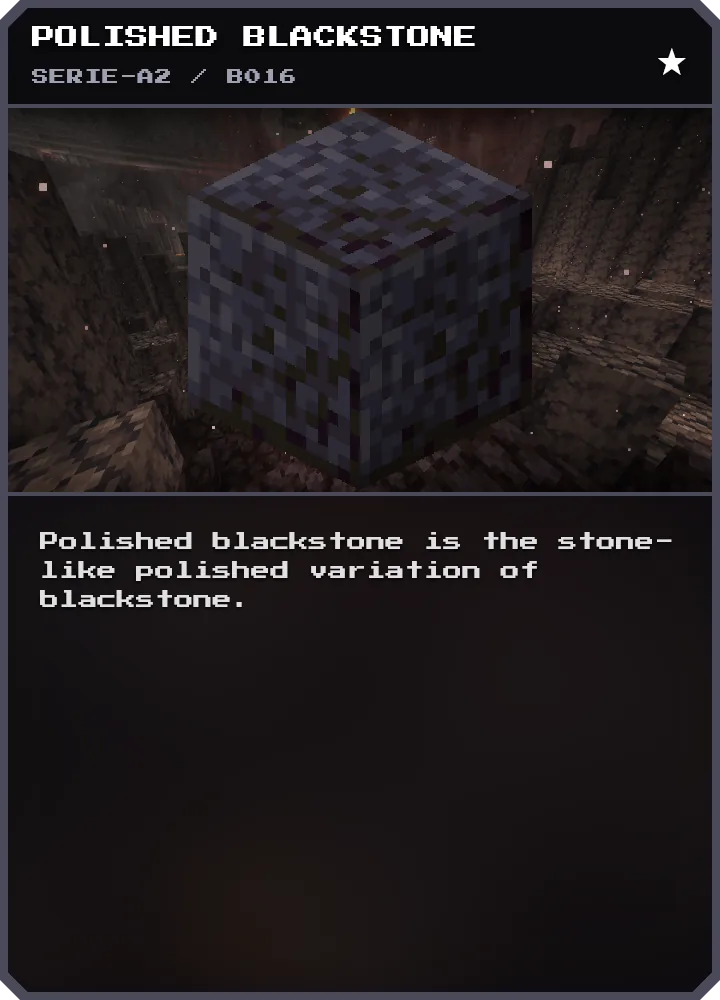 POLISHED BLACKSTONE
SERIE-A2 / B016
Polished blackstone is the stone-
like polished variation of
blackstone.